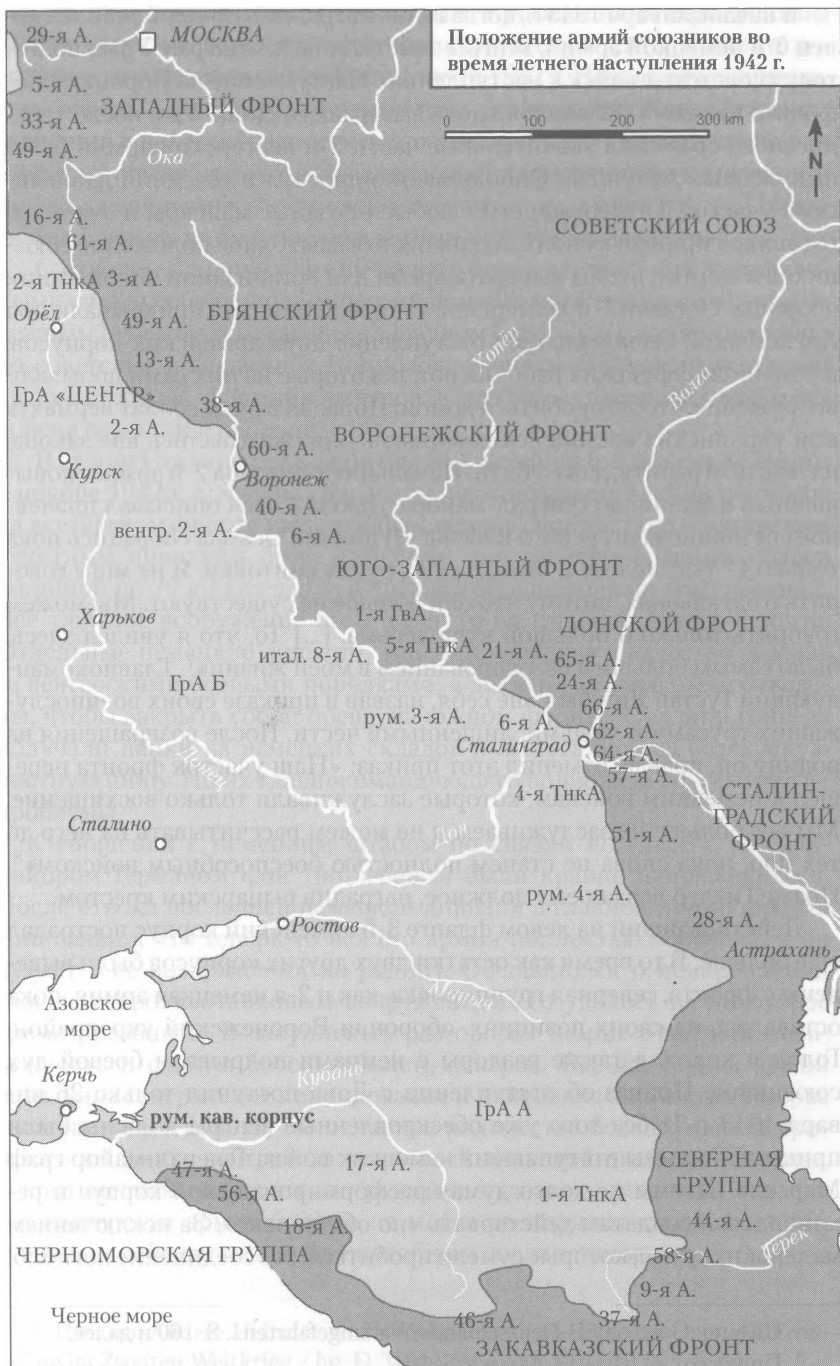 29-я А.
МОСКВА
Положение армий союзников во
время летнего наступления 1942 г.
5-я А.
ЗАПАДНЫЙ ФРОНТ
33-я А.
0 100 200 300 km
49-я А.
Ока
N
16-я А.
61-я А.
СОВЕТСКИЙ СОЮЗ
2-я ТнкА
3-я А.
Орёл
49-я А.
БРЯНСКИЙ ФРОНТ
13-я А.
Хопёр
Волга
ГрА «ЦЕНТР»
38-я А.
2-я А.
ВОРОНЕЖСКИЙ ФРОНТ
60-я А.
Курск
Воронеж
40-я А.
венгр. 2-я А.
6-я А.
ЮГО-ЗАПАДНЫЙ ФРОНТ
1-я ГвА
Харьков
ДОНСКОЙ ФРОНТ
5-я ТнкА
21-я А.
итал. 8-я А.
65-я А.
24-я А.
ГрА Б
66-я А.
рум. 3-я А.
6-я А.
62-я А.
Сталинград
64-я А.
57-я А.
4-я ТнкА
СТАЛИН-
ГРАДСКИЙ
ФРОНТ
Сталино
51-я А.
рум. 4-я А.
28-я А.
Ростов
Астрахань
Азовское
море
Маныч
Керчь
Кубань
рум. кав. корпус
ГрА А
47-я А.
17-я А.
СЕВЕРНАЯ
ГРУППА
56-я А.
1-я ТнкА
44-я А.
18-я А.
ЧЕРНОМОРСКАЯ ГРУППА
58-я А.
Терек
9-я А.
Черное море
46-я А.
37-я А.
ЗАКАВКАЗСКИЙ ФРОНТ